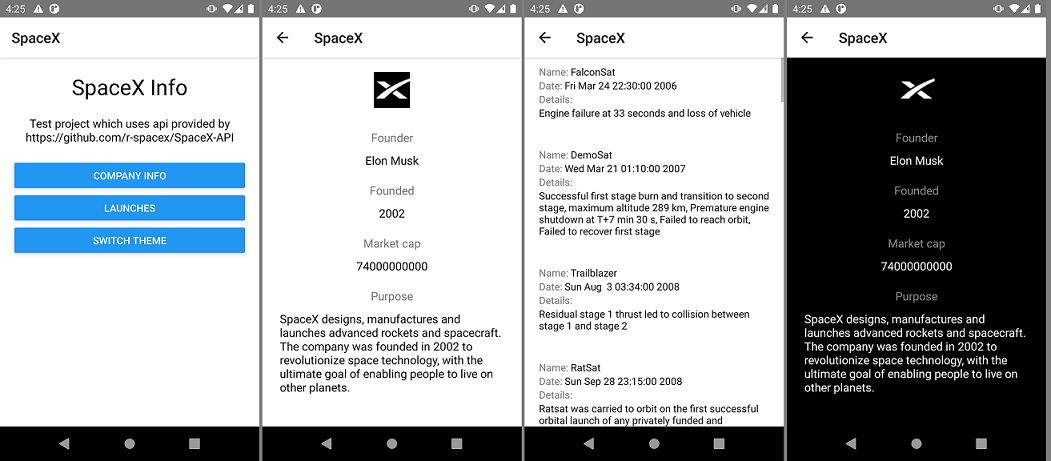 4:25
SpaceX
SpaceX Info
Test project which uses api provided by
https://github.com/r-spacex/SpaceX-API
COMPANY INFO
LAUNCHES
SWITCH THEME
4:25
SpaceX
Founder
Elon Musk
Founded
2002
Market cap
74000000000
Purpose
SpaceX designs, manufactures and
launches advanced rockets and spacecraft.
The company was founded in 2002 to
revolutionize space technology, with the
ultimate goal of enabling people to live on
other planets.
4:25
SpaceX
Name: FalconSat
Date: Fri Mar 24 22:30:00 2006
Details:
Engine failure at 33 seconds and loss of vehicle
Name: DemoSat
Date: Wed Mar 21 01:10:00 2007
Details:
Successful first stage burn and transition to second
stage, maximum altitude 289 km, Premature engine
shutdown at T+7 min 30 s, Failed to reach orbit,
Failed to recover first stage
Name: Trailblazer
Date: Sun Aug  3 03:34:00 2008
Details:
Residual stage 1 thrust led to collision between
stage 1 and stage 2
Name: RatSat
Date: Sun Sep 28 23:15:00 2008
Details:
Ratsat was carried to orbit on the first successful
orbital launch of any privately funded and
4:25
SpaceX
Founder
Elon Musk
Founded
2002
Market cap
74000000000
Purpose
SpaceX designs, manufactures and
launches advanced rockets and spacecraft.
The company was founded in 2002 to
revolutionize space technology, with the
ultimate goal of enabling people to live on
other planets.